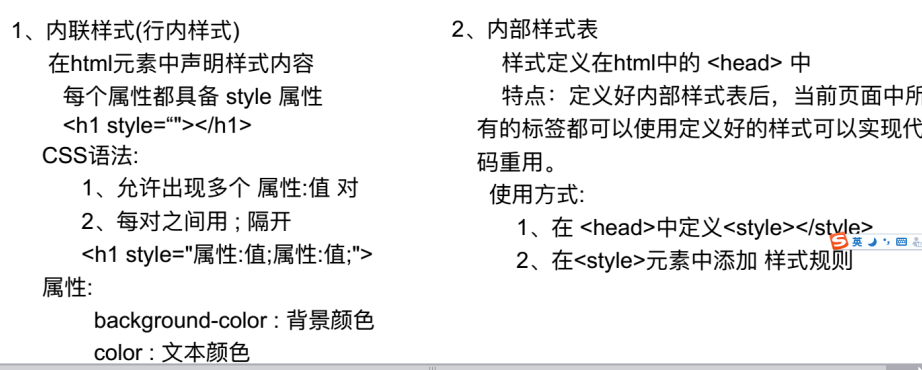 1、内联样式(行内样式)
在html元素中声明样式内容
每个属性都具备 style 属性
<h1 style=“"></h1>
CSS语法:
1、允许出现多个 属性:值 对
2、每对之间用 ; 隔开
<h1 style="属性:值;属性:值;">
属性:
background-color : 背景颜色
color : 文本颜色
2、内部样式表
样式定义在html中的 <head> 中
特点：定义好内部样式表后，当前页面中所
有的标签都可以使用定义好的样式可以实现代
码重用。
使用方式:
1、在 <head>中定义<style></style>
2、在<style>元素中添加 样式规则
英